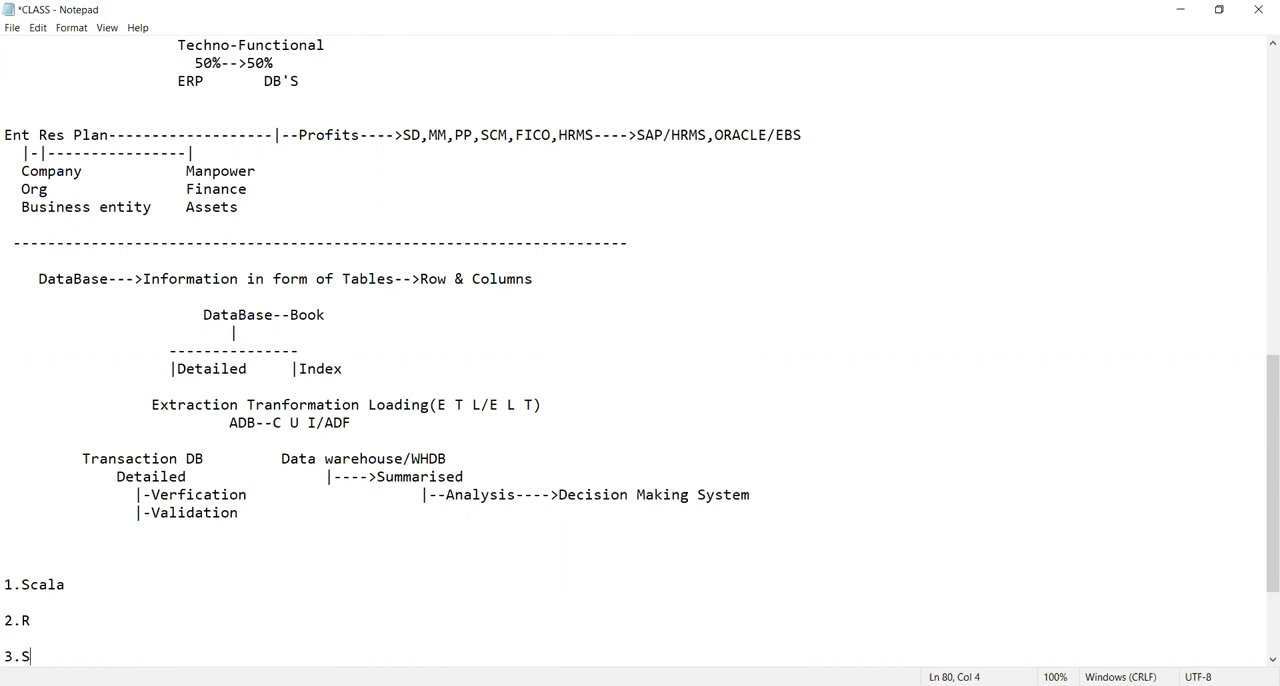 *CLASS - Notepad
File Edit Format View Help
Techno-Functional
50%-->50%
ERP DB'S
Ent Res Plan-------------------|--Profits---->SD,MM,PP,SCM,FICO,HRMS---->SAP/HRMS,ORACLE/EBS
|-|----------------|
Company Manpower
Org Finance
Business entity Assets
-----------------------------------------------------------------------
DataBase--->Information in form of Tables-->Row & Columns
DataBase--Book
|
---------------
|Detailed |Index
Extraction Tranformation Loading(E T L/E L T)
ADB--C U I/ADF
Transaction DB Data warehouse/WHDB
Detailed |---->Summarised
|-Verfication |--Analysis---->Decision Making System
|-Validation
1.Scala
2.R
3.S
Ln 80, Col 4 100% Windows (CRLF) UTF-8